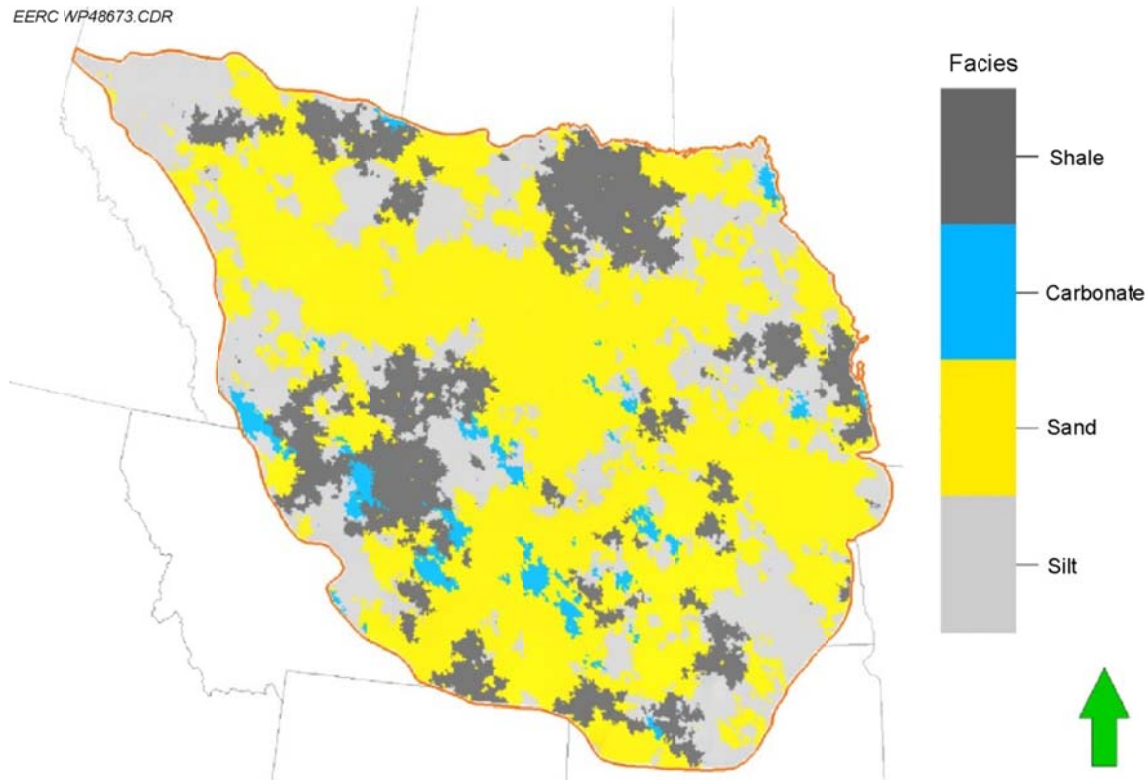 EERC WP48673.CDR
Facies
Shale
Carbonate
Sand
Silt